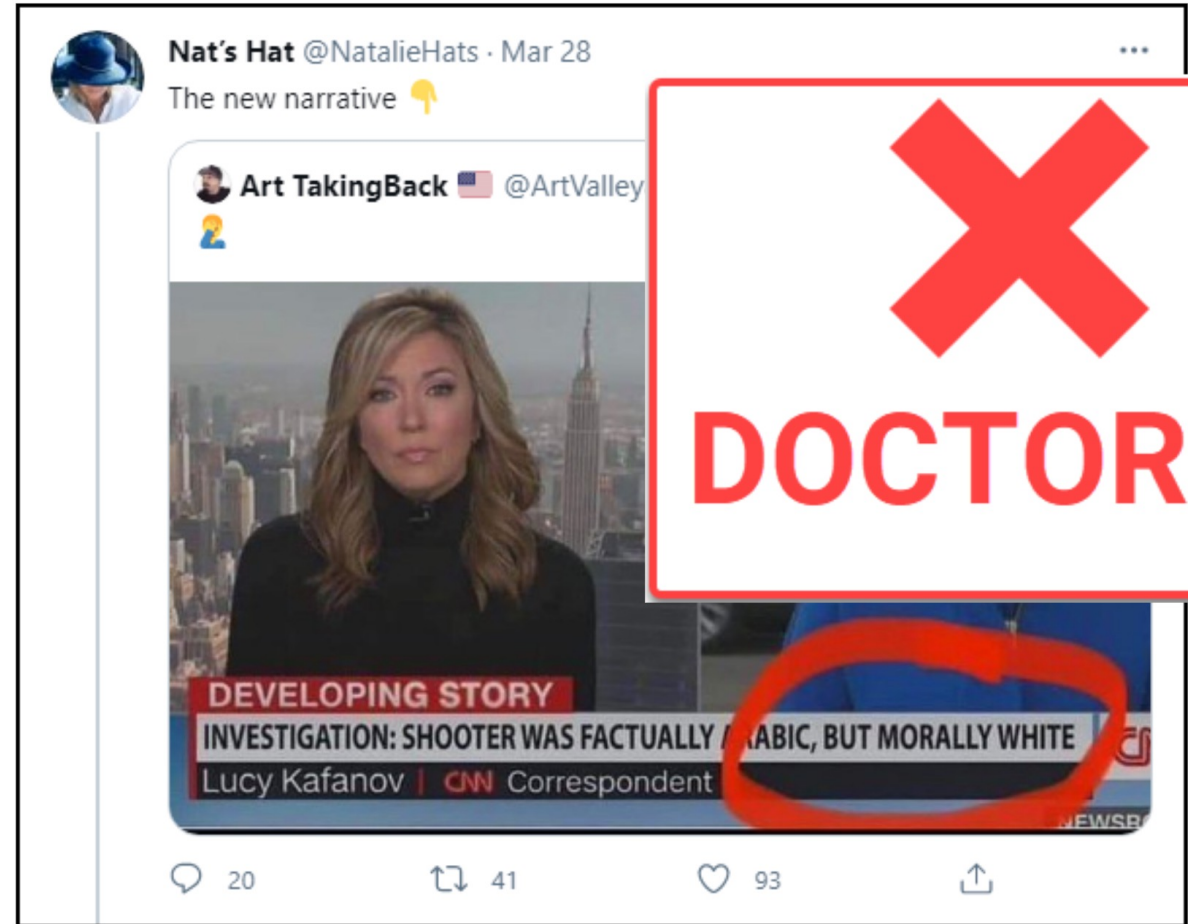 Nat's Hat @NatalieHats · Mar 28
The new narrative 👇
Art TakingBack 🇺🇸 @ArtValley
🤦‍♂️
DOCTOR
DEVELOPING STORY
INVESTIGATION: SHOOTER WAS FACTUALLY ARABIC, BUT MORALLY WHITE
Lucy Kafanov | CNN Correspondent
20 41 93